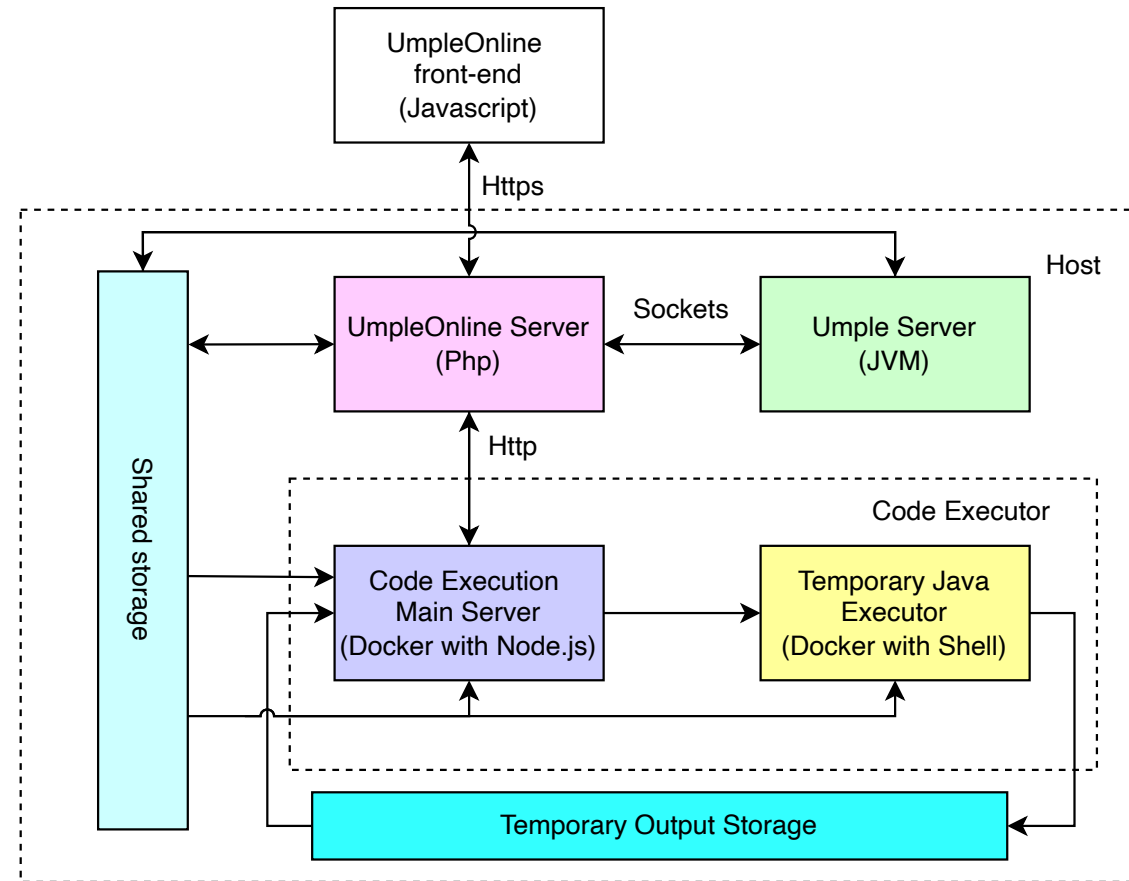 UmpleOnline
front-end
(Javascript)
Https
Host
UmpleOnline Server
(Php)
Sockets
Umple Server
(JVM)
Http
Shared storage
Code Executor
Code Execution
Main Server
(Docker with Node.js)
Temporary Java
Executor
(Docker with Shell)
Temporary Output Storage